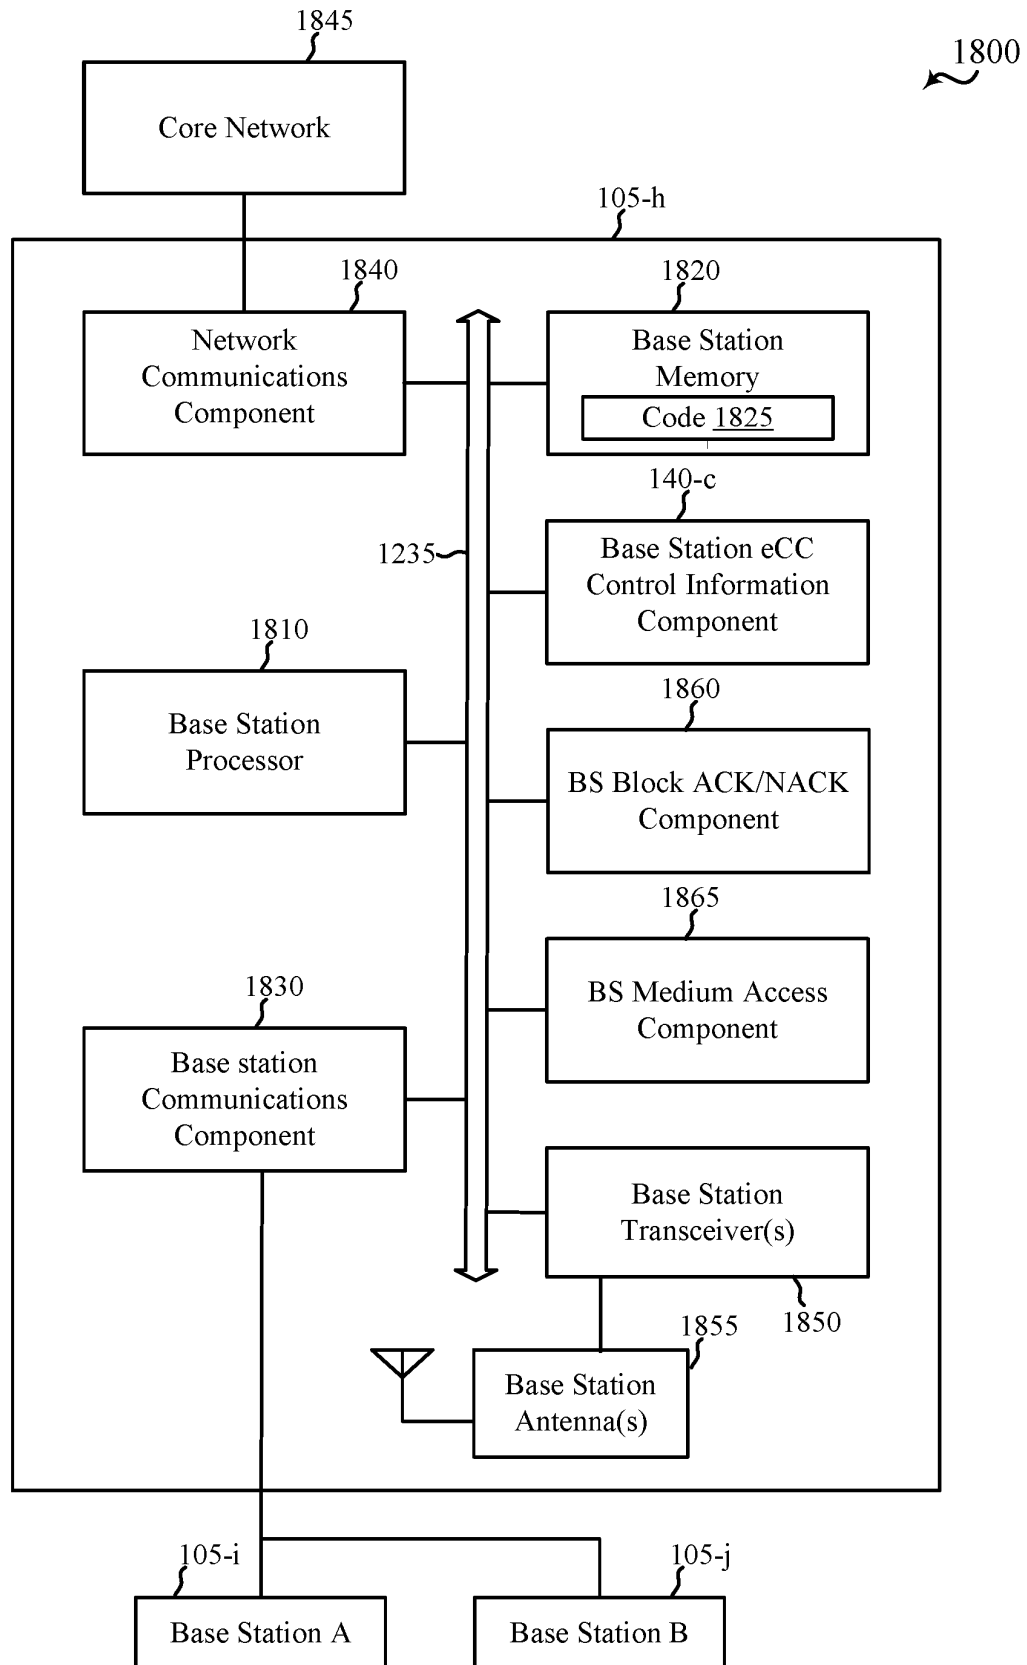 1845
1800
Core Network
105-h
1840
1820
Network
Communications
Component
Base Station
Memory
Code 1825
140-c
1235
Base Station eCC
Control Information
Component
1810
1860
Base Station
Processor
BS Block ACK/NACK
Component
1865
1830
BS Medium Access
Component
Base station
Communications
Component
Base Station
Transceiver(s)
1850
1855
Base Station
Antenna(s)
105-i
105-j
Base Station A
Base Station B